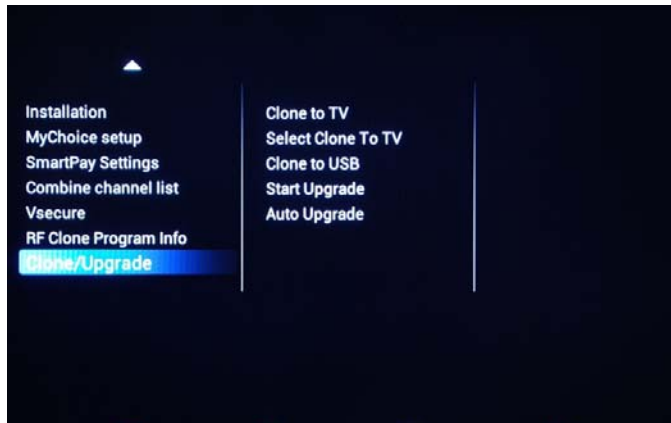 Installation
MyChoice setup
SmartPay Settings
Combine channel list
Vsecure
RF Clone Program Info
Clone/Upgrade
Clone to TV
Select Clone To TV
Clone to USB
Start Upgrade
Auto Upgrade